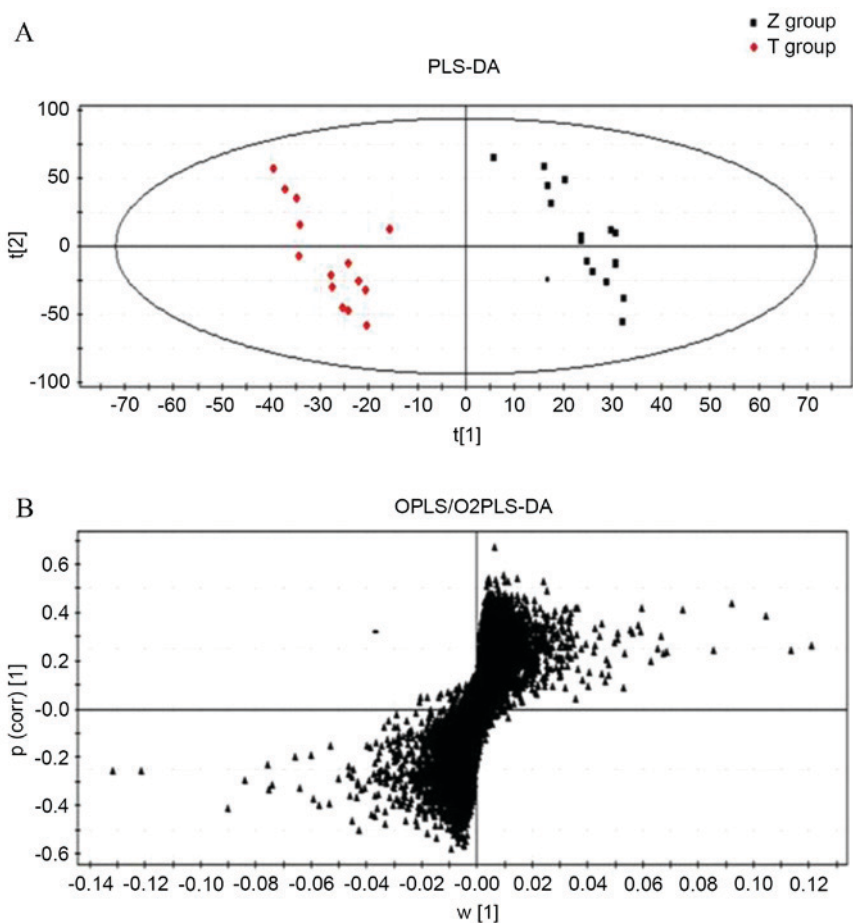 A
Z group
T group
PLS-DA
100
50
0
-50
-100
t[2]
-70 -60 -50 -40 -30 -20 -10 0 10 20 30 40 50 60 70
t[1]
B
OPLS/O2PLS-DA
0.6
0.4
0.2
-0.0
-0.2
-0.4
-0.6
p (corr) [1]
-0.14 -0.12 -0.10 -0.08 -0.06 -0.04 -0.02 -0.00 0.02 0.04 0.06 0.08 0.10 0.12
w [1]